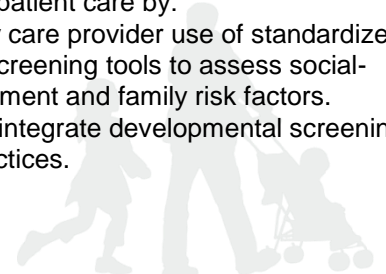 patient care by:
care provider use of standardize
creening tools to assess social-
ment and family risk factors.
integrate developmental screenin
ctices.